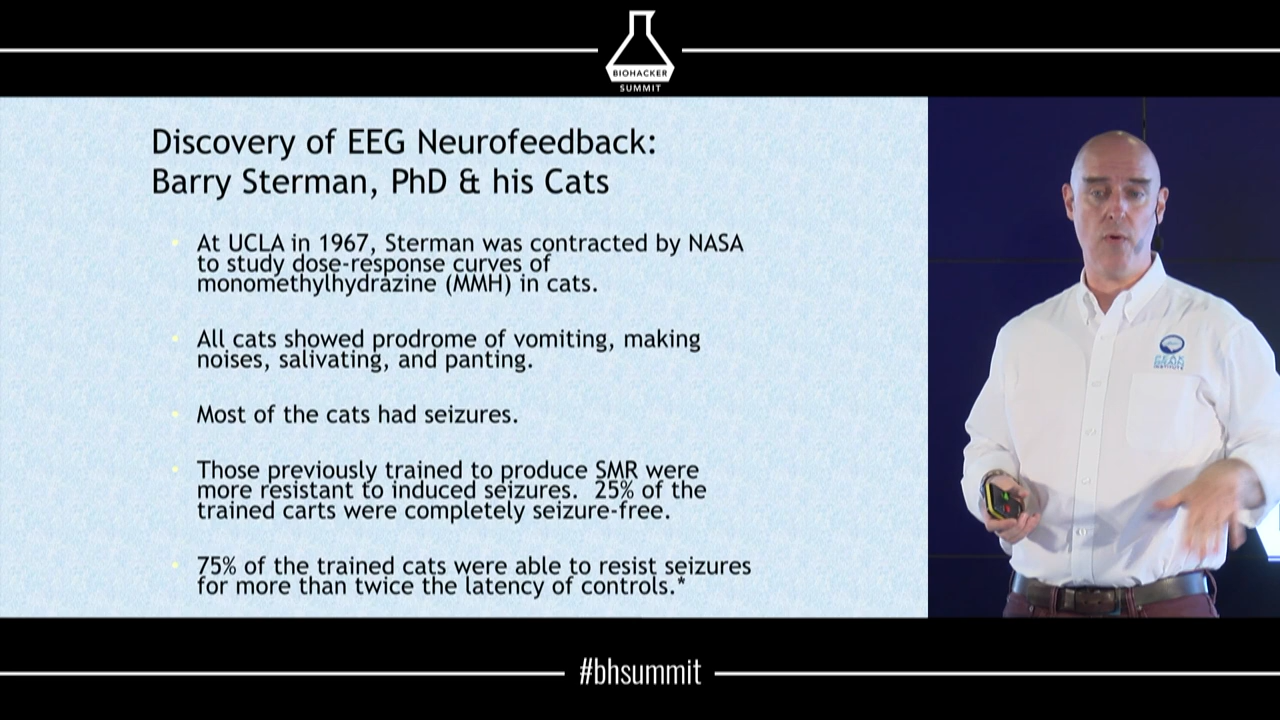 BIOHACKER
SUMMIT
Discovery of EEG Neurofeedback:
Barry Sterman, PhD & his Cats
At UCLA in 1967, Sterman was contracted by NASA
to study dose-response curves of
monomethylhydrazine (MMH) in cats.
All cats showed prodrome of vomiting, making
noises, salivating, and panting.
Most of the cats had seizures.
Those previously trained to produce SMR were
more resistant to induced seizures.  25% of the
trained carts were completely seizure-free.
75% of the trained cats were able to resist seizures
for more than twice the latency of controls.*
PEAK
BRAIN
INSTITUTE
#bhsummit